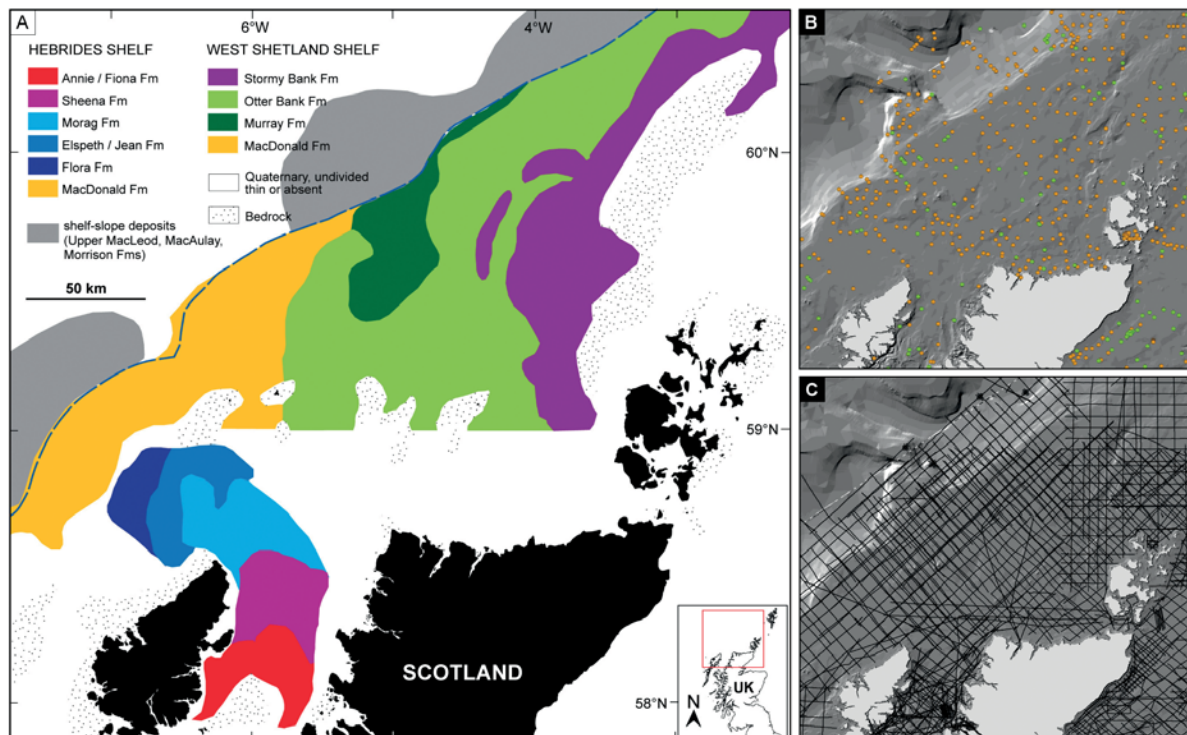 A
6°W
4°W
HEBRIDES SHELF
Annie / Fiona Fm
Sheena Fm
Morag Fm
Elspeth / Jean Fm
Flora Fm
MacDonald Fm
shelf-slope deposits
(Upper MacLeod, MacAulay,
Morrison Fms)
50 km
WEST SHETLAND SHELF
Stormy Bank Fm
Otter Bank Fm
Murray Fm
MacDonald Fm
Quaternary, undivided
thin or absent
Bedrock
60°N
59°N
58°N
SCOTLAND
N
UK
B
C